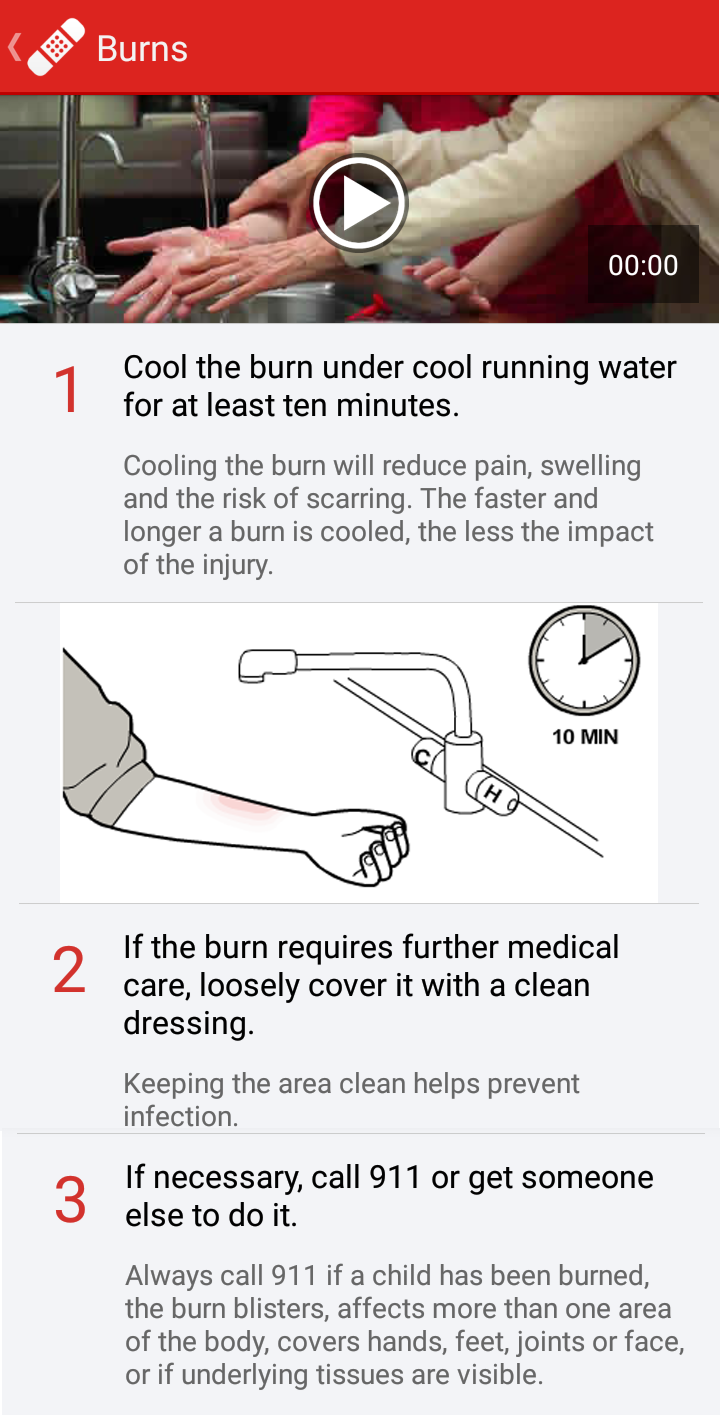 Burns
00:00
1
Cool the burn under cool running water
for at least ten minutes.
Cooling the burn will reduce pain, swelling
and the risk of scarring. The faster and
longer a burn is cooled, the less the impact
of the injury.
10 MIN
C
H
2
If the burn requires further medical
care, loosely cover it with a clean
dressing.
Keeping the area clean helps prevent
infection.
3
If necessary, call 911 or get someone
else to do it.
Always call 911 if a child has been burned,
the burn blisters, affects more than one area
of the body, covers hands, feet, joints or face,
or if underlying tissues are visible.